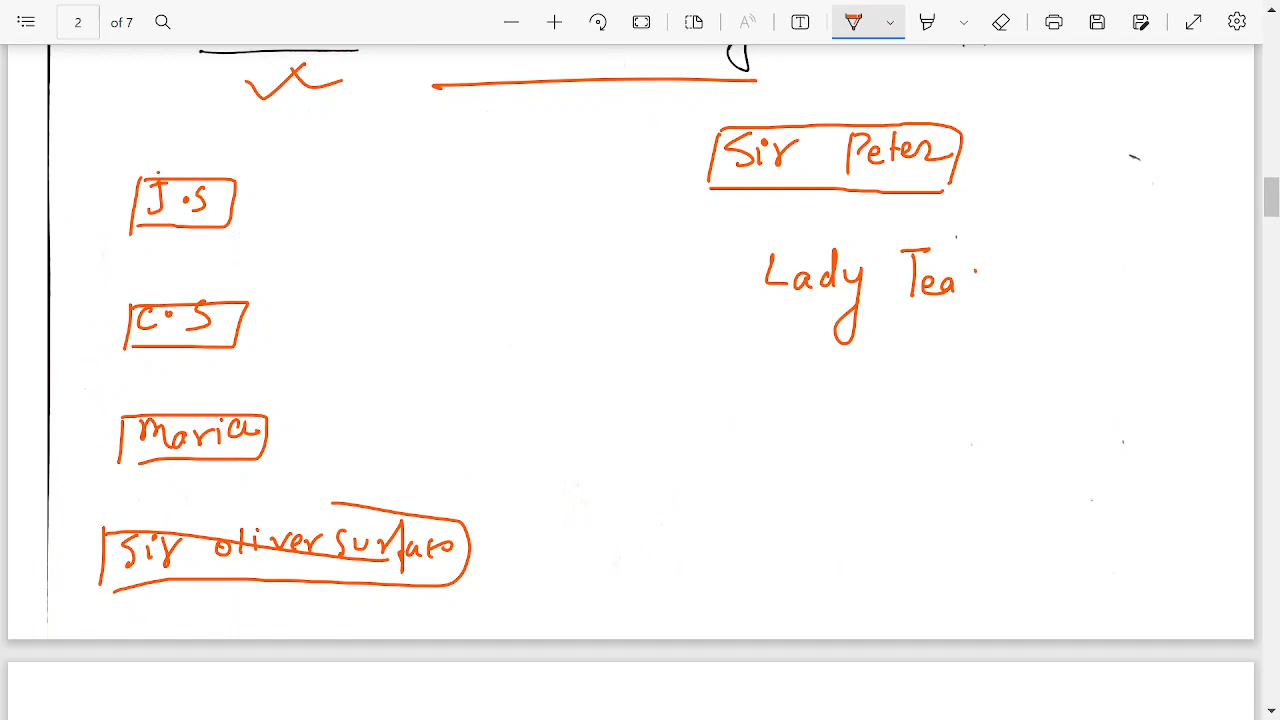 2 of 7
Sir Peter
J.S
Lady Tea
C.S
Maria
Sir oliver surface